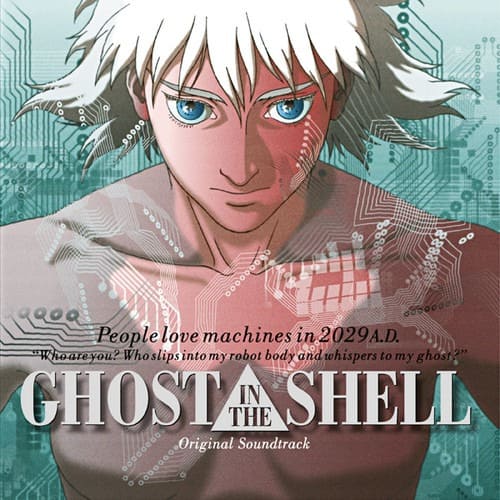 People love machines in 2029 A.D.
“Who are you? Who slips into my robot body and whispers to my ghost?”
GHOST IN THE SHELL
Original Soundtrack